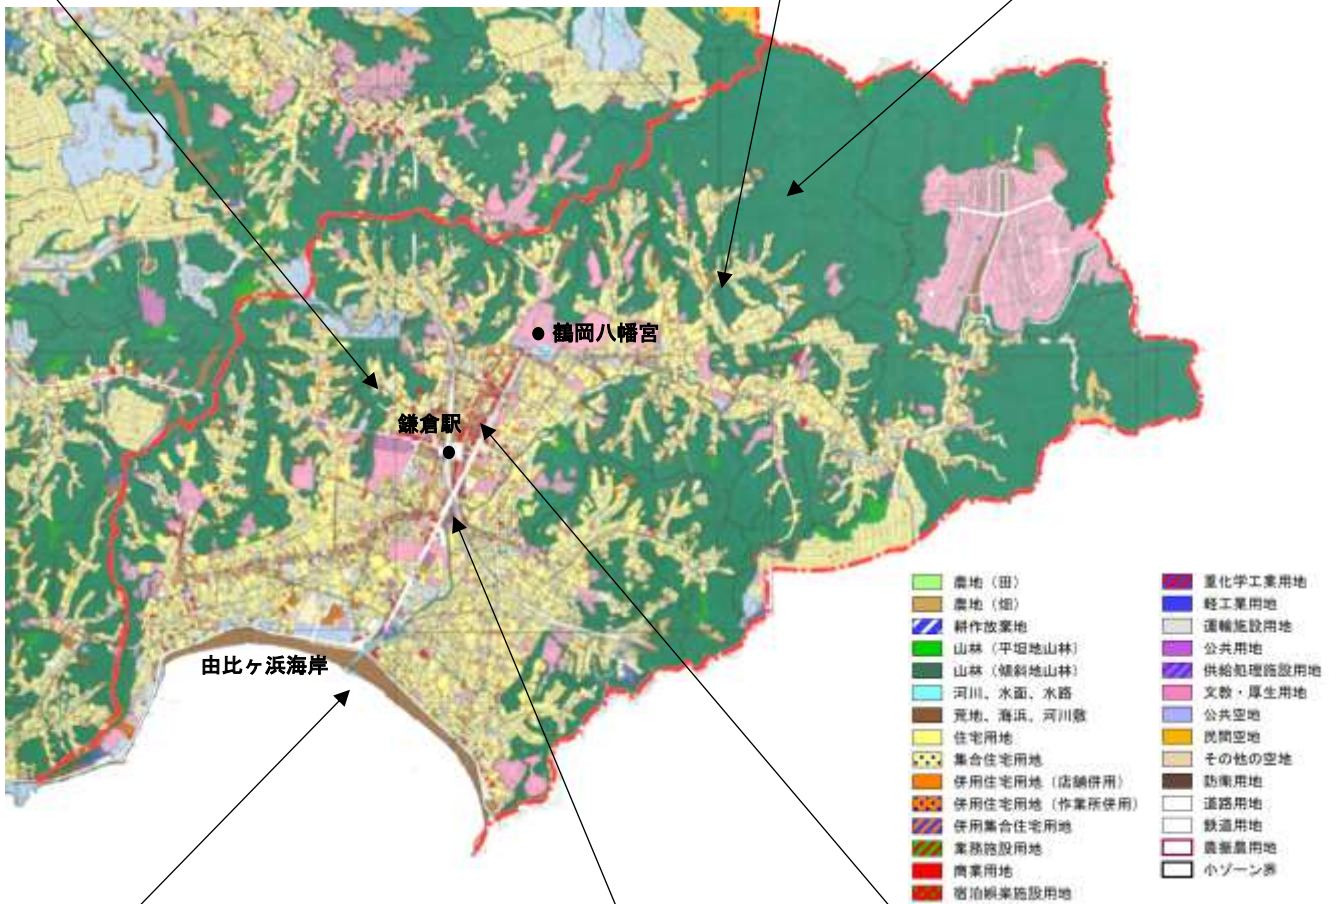 鶴岡八幡宮
鎌倉駅
由比ヶ浜海岸
農地（田）
農地（畑）
耕作放棄地
山林（平坦地山林）
山林（傾斜地山林）
河川、水面、水路
荒地、海浜、河川敷
住宅用地
集合住宅用地
併用住宅用地（店舗併用）
併用住宅用地（作業所併用）
併用集合住宅用地
業務施設用地
商業用地
宿泊娯楽施設用地
重化学工業用地
軽工業用地
運輸施設用地
公共用地
供給処理施設用地
文教・厚生用地
公共空地
民間空地
その他の空地
防衛用地
道路用地
鉄道用地
農振農用地
小ゾーン界